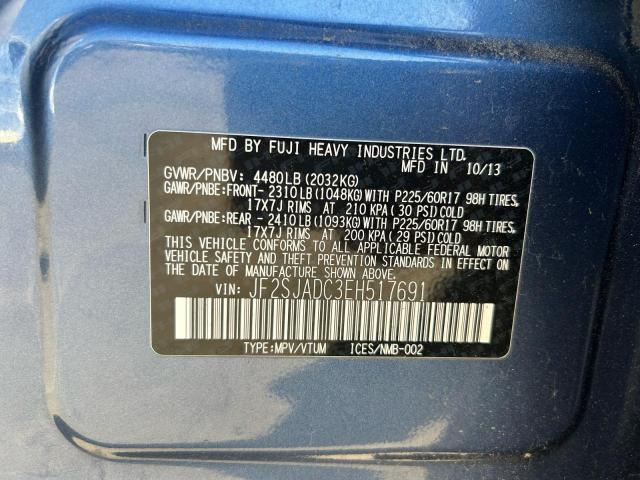 MFD BY FUJI HEAVY INDUSTRIES LTD.
MFD IN 10/13
GVWR/PNBV: 4480LB (2032KG)
GAWR/PNBE:FRONT- 2310LB (1048KG) WITH P225/60R17 98H TIRES,
17X7J RIMS AT 210 KPA (30 PSI) COLD
GAWR/PNBE:REAR - 2410LB (1093KG) WITH P225/60R17 98H TIRES,
17X7J RIMS AT 200 KPA (29 PSI) COLD
THIS VEHICLE CONFORMS TO ALL APPLICABLE FEDERAL MOTOR
VEHICLE SAFETY AND THEFT PREVENTION STANDARDS IN EFFECT ON
THE DATE OF MANUFACTURE SHOWN ABOVE.
VIN: JF2SJADC3EH517691
TYPE:MPV/VTUM ICES/NMB-002